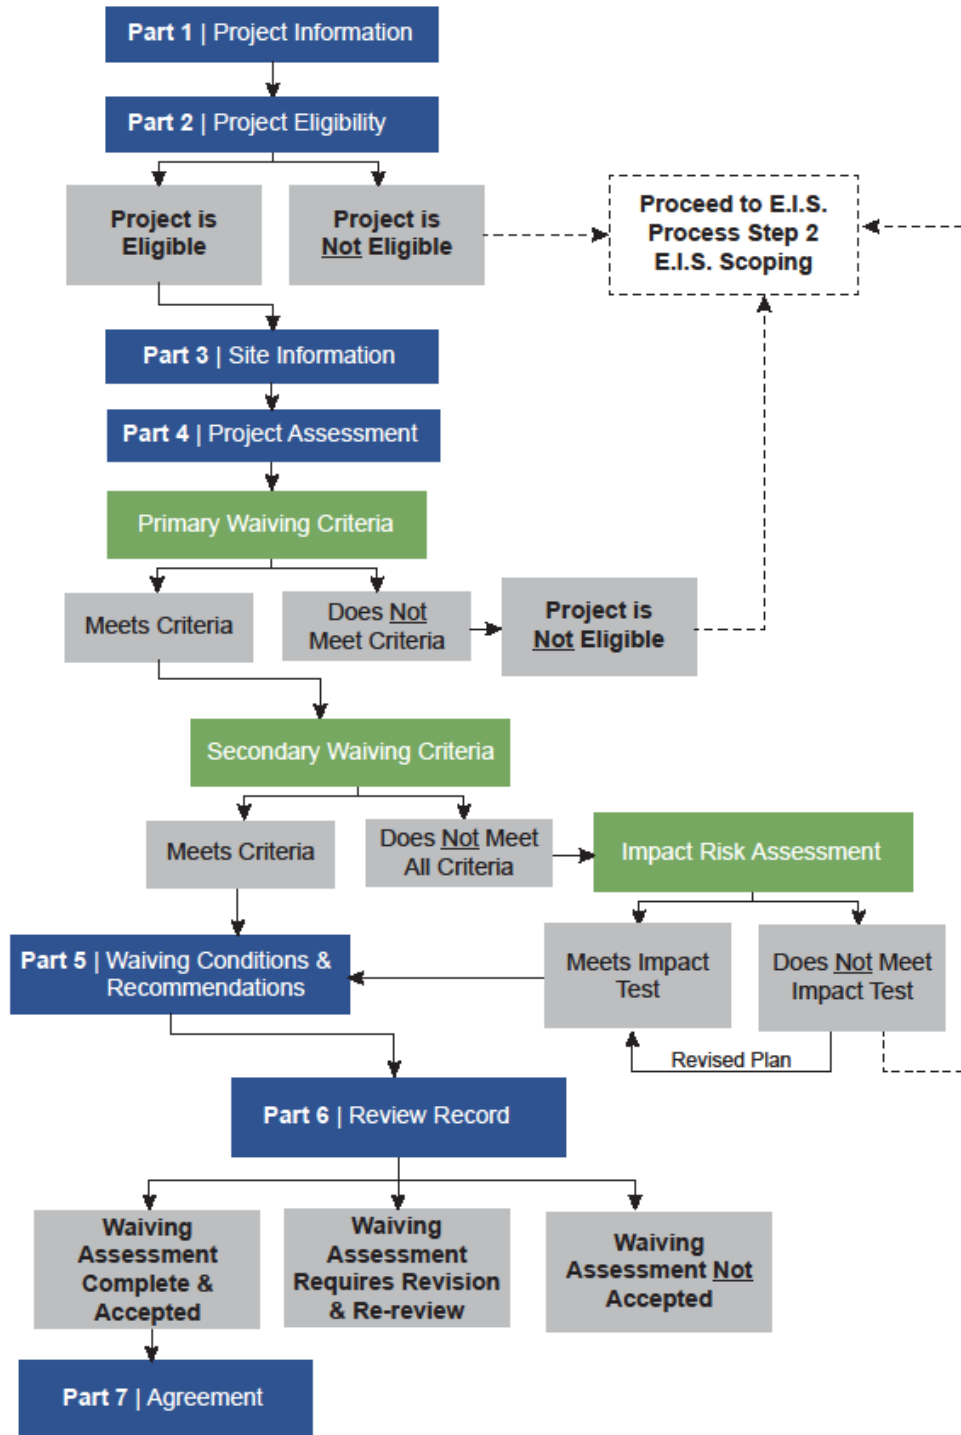 Part 1 | Project Information
Part 2 | Project Eligibility
Project is
Eligible
Project is
Not Eligible
Proceed to E.I.S.
Process Step 2
E.I.S. Scoping
Part 3 | Site Information
Part 4 | Project Assessment
Primary Waiving Criteria
Meets Criteria
Does Not
Meet Criteria
Project is
Not Eligible
Secondary Waiving Criteria
Meets Criteria
Does Not Meet
All Criteria
Impact Risk Assessment
Part 5 | Waiving Conditions &
Recommendations
Meets Impact
Test
Does Not Meet
Impact Test
Revised Plan
Part 6 | Review Record
Waiving
Assessment
Complete &
Accepted
Waiving
Assessment
Requires Revision
& Re-review
Waiving
Assessment Not
Accepted
Part 7 | Agreement